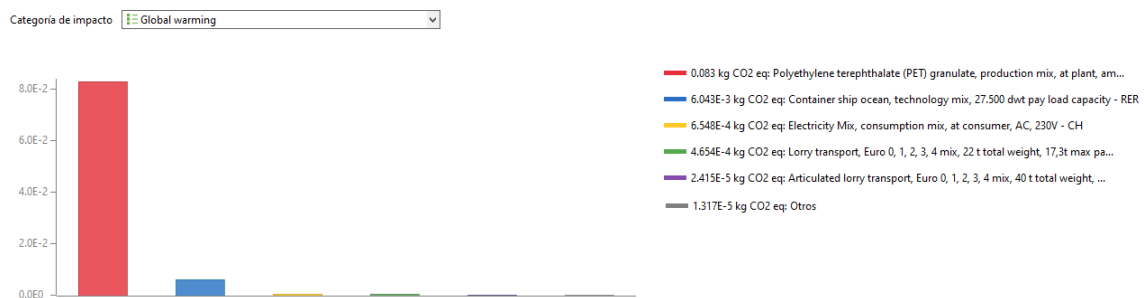 Categoría de impacto Global warming
0.083 kg CO2 eq: Polyethylene terephthalate (PET) granulate, production mix, at plant, am...
8.0E-2
6.043E-3 kg CO2 eq: Container ship ocean, technology mix, 27.500 dwt pay load capacity - RER
6.548E-4 kg CO2 eq: Electricity Mix, consumption mix, at consumer, AC, 230V - CH
6.0E-2
4.654E-4 kg CO2 eq: Lorry transport, Euro 0, 1, 2, 3, 4 mix, 22 t total weight, 17,3t max pa...
2.415E-5 kg CO2 eq: Articulated lorry transport, Euro 0, 1, 2, 3, 4 mix, 40 t total weight, ...
4.0E-2
1.317E-5 kg CO2 eq: Otros
2.0E-2
0.0E0